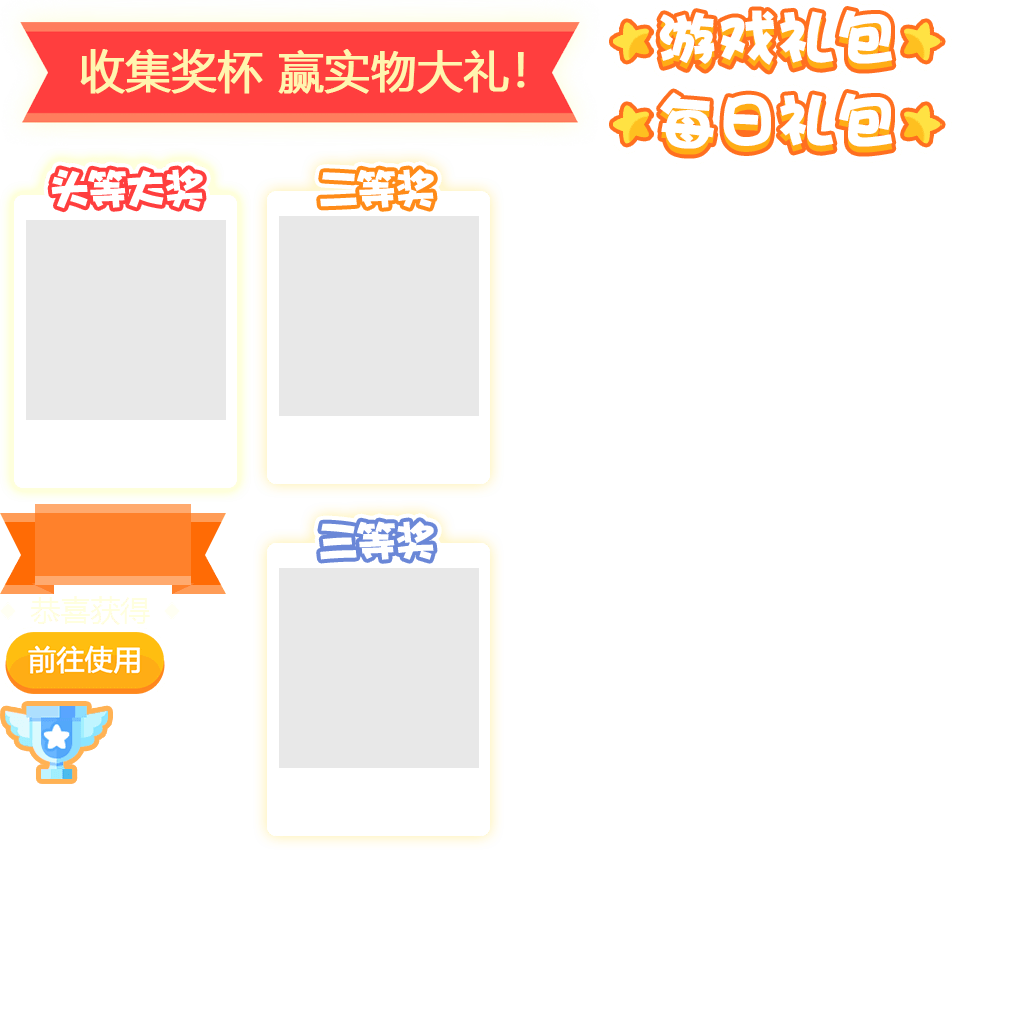 收集奖杯 赢实物大礼！
游戏礼包
每日礼包
头等大奖
二等奖
三等奖
恭喜获得
前往使用